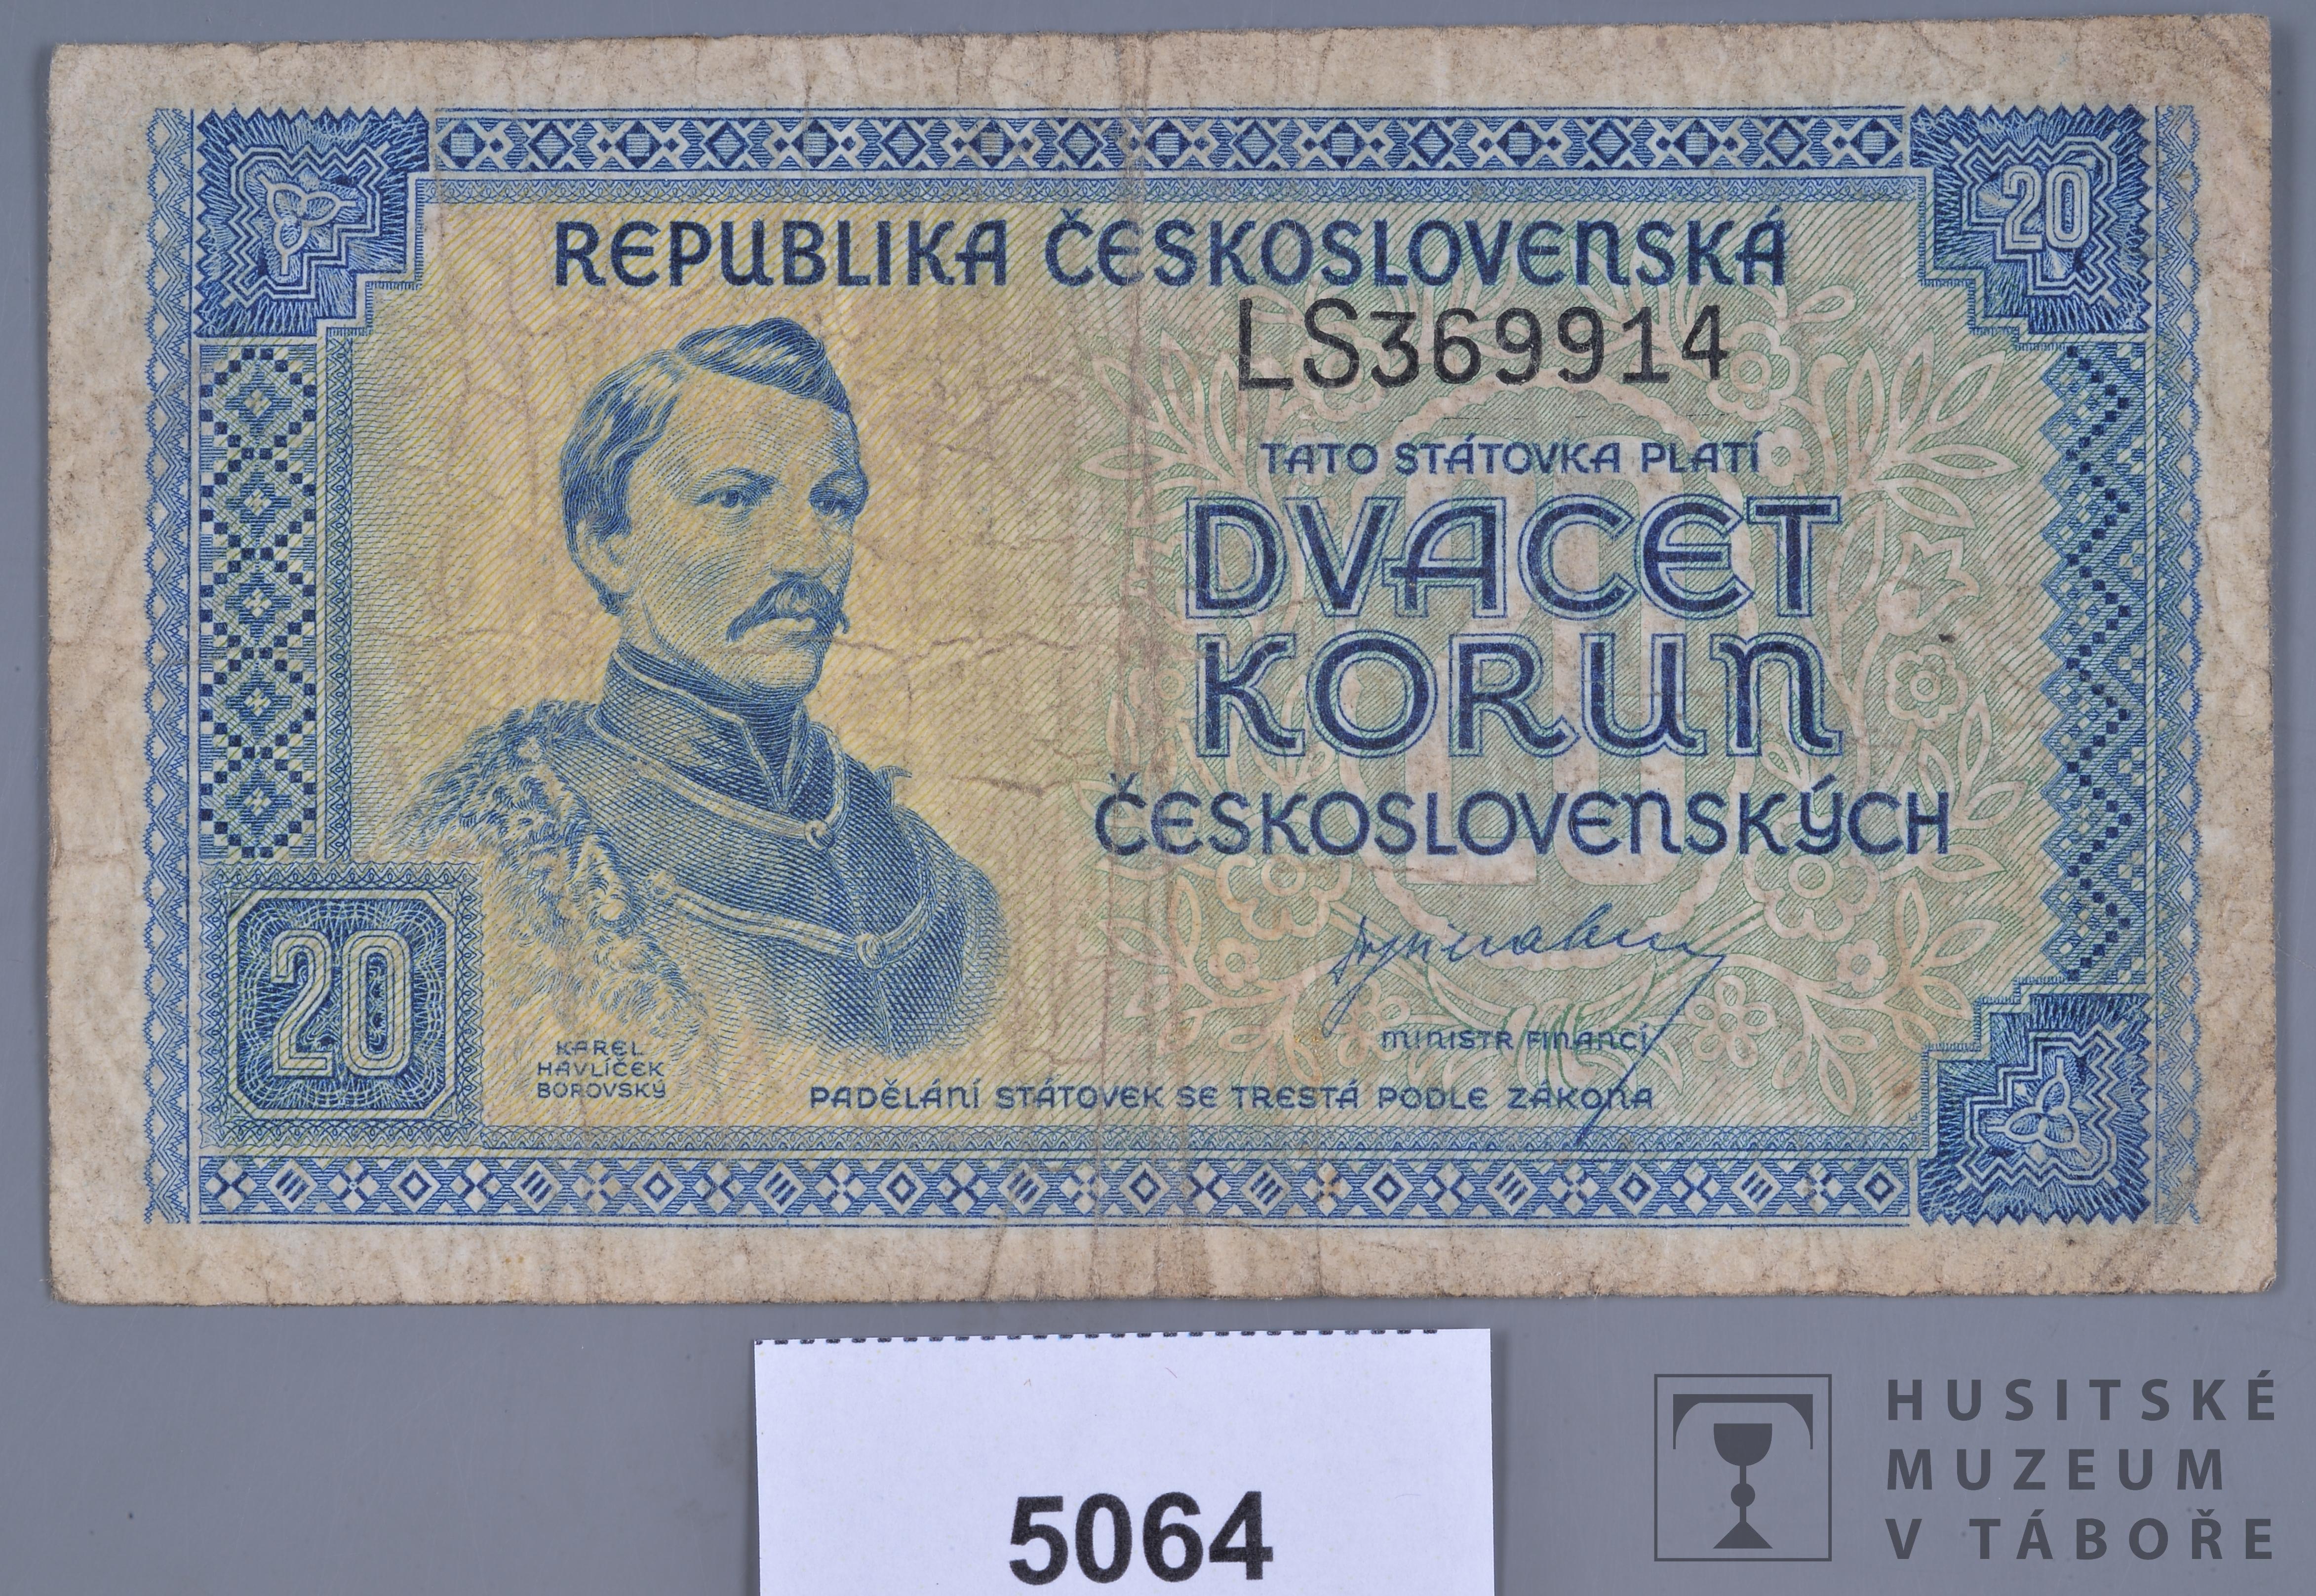 20
REPUBLIKA ČESKOSLOVENSKÁ
LS369914
TATO STÁTOVKA PLATÍ
DVACET
KORUN
ČESKOSLOVENSKÝCH
20
KAREL
HAVLÍČEK
BOROVSKÝ
MINISTR FINANCÍ
PADĚLÁNÍ STÁTOVEK SE TRESTÁ PODLE ZÁKONA
5064
HUSITSKÉ
MUZEUM
V TÁBOŘE